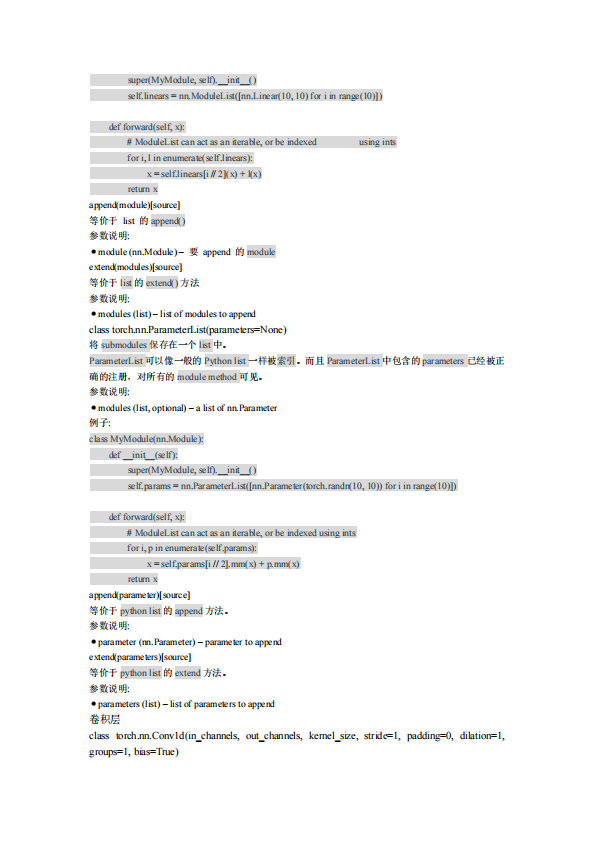 super(MyModule, self).__init__()
self.linears = nn.ModuleList([nn.Linear(10, 10) for i in range(10)])
def forward(self, x):
# ModuleList can act as an iterable, or be indexed using ints
for i, l in enumerate(self.linears):
x = self.linears[i // 2](x) + l(x)
return x
append(module)[source]
等价于 list 的 append()
参数说明:
● module (nn.Module) – 要 append 的 module
extend(modules)[source]
等价于 list 的 extend() 方法
参数说明:
● modules (list) – list of modules to append
class torch.nn.ParameterList(parameters=None)
将 submodules 保存在一个 list 中。
ParameterList 可以像一般的 Python list 一样被索引。而且 ParameterList 中包含的 parameters 已经被正
确的注册，对所有的 module method 可见。
参数说明:
● modules (list, optional) – a list of nn.Parameter
例子:
class MyModule(nn.Module):
def __init__(self):
super(MyModule, self).__init__()
self.params = nn.ParameterList([nn.Parameter(torch.randn(10, 10)) for i in range(10)])
def forward(self, x):
# ModuleList can act as an iterable, or be indexed using ints
for i, p in enumerate(self.params):
x = self.params[i // 2].mm(x) + p.mm(x)
return x
append(parameter)[source]
等价于 python list 的 append 方法。
参数说明:
● parameter (nn.Parameter) – parameter to append
extend(parameters)[source]
等价于 python list 的 extend 方法。
参数说明:
● parameters (list) – list of parameters to append
卷积层
class torch.nn.Conv1d(in_channels, out_channels, kernel_size, stride=1, padding=0, dilation=1,
groups=1, bias=True)